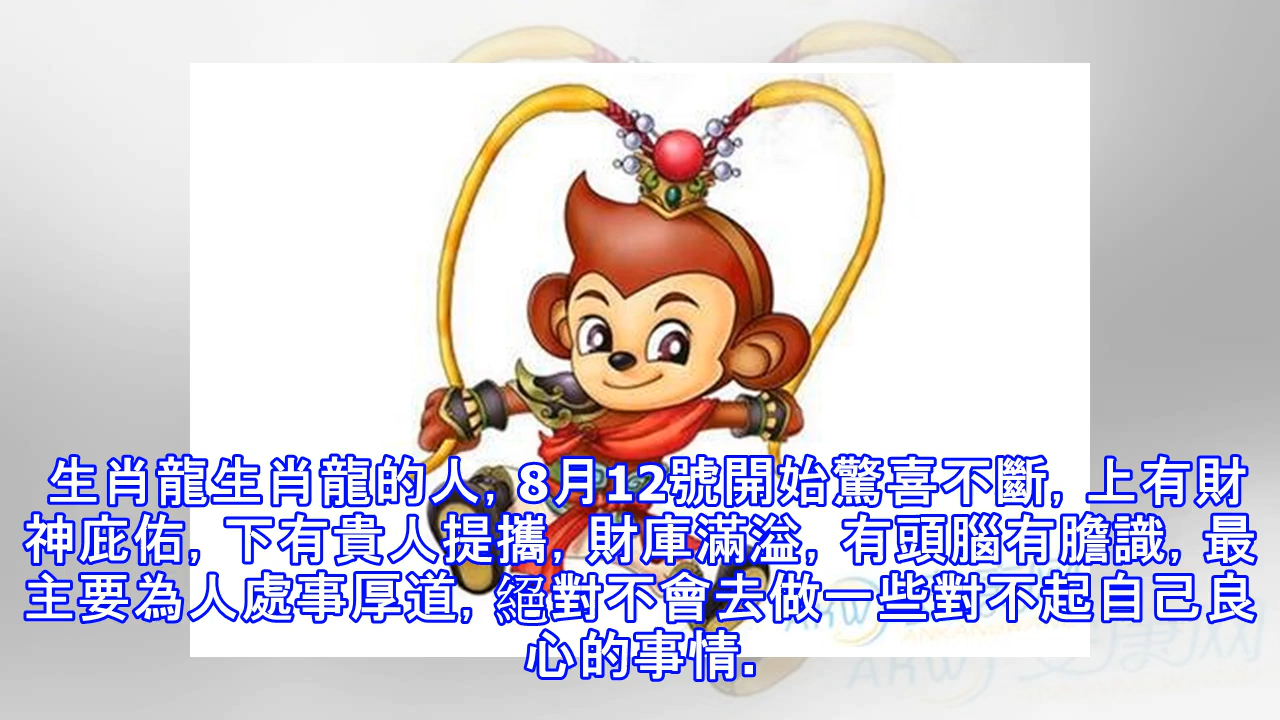 生肖龍生肖龍的人, 8月12號開始驚喜不斷, 上有財
神庇佑, 下有貴人提攜, 財庫滿溢, 有頭腦有膽識, 最
主要為人處事厚道, 絕對不會去做一些對不起自己良
心的事情.